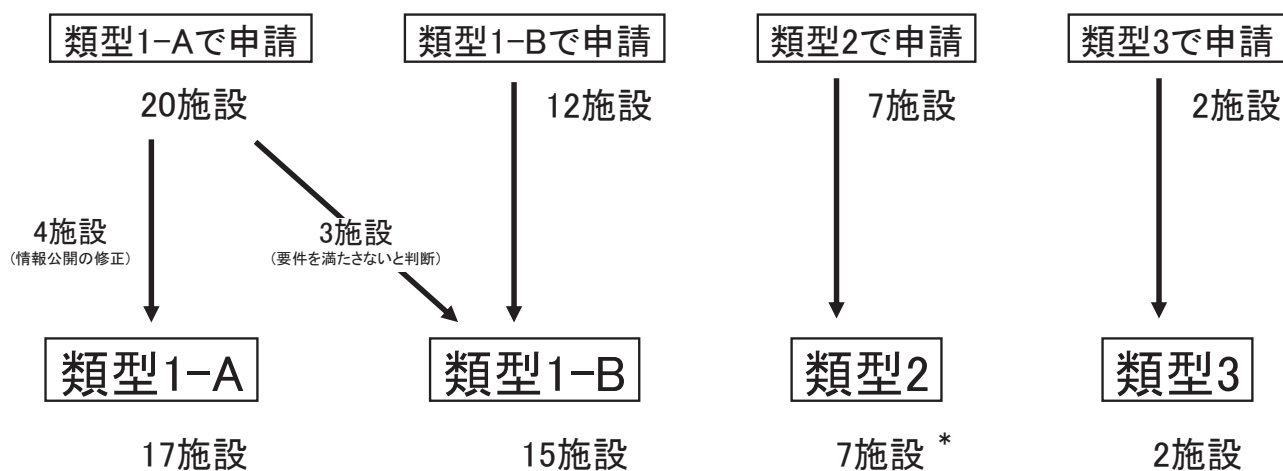 類型1-Aで申請
類型1-Bで申請
類型2で申請
類型3で申請
20施設
12施設
7施設
2施設
4施設
(情報公開の修正)
3施設
(要件を満たさないと判断)
類型1-A
類型1-B
類型2
類型3
17施設
15施設
7施設 *
2施設